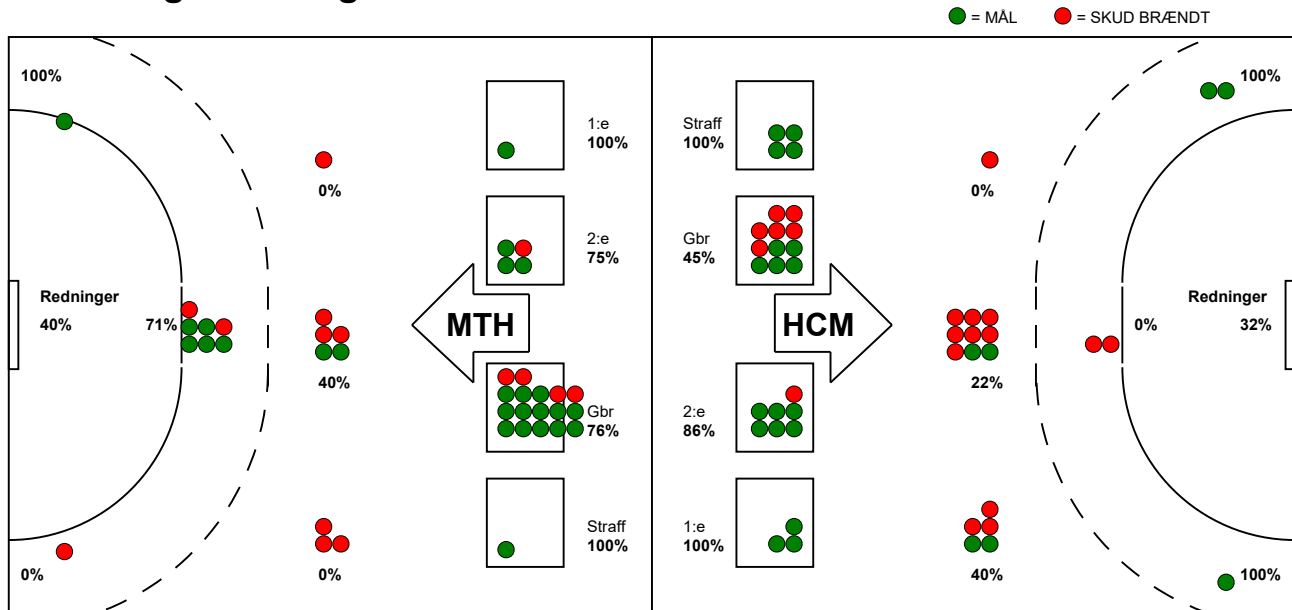 = MÅL
= SKUD BRÆNDT
100%
0%
Redninger
40%
71%
40%
0%
0%
1:e
100%
2:e
75%
MTH
Gbr
76%
Straff
100%
Straff
100%
Gbr
45%
HCM
2:e
86%
1:e
100%
100%
0%
Redninger
32%
0%
22%
40%
100%